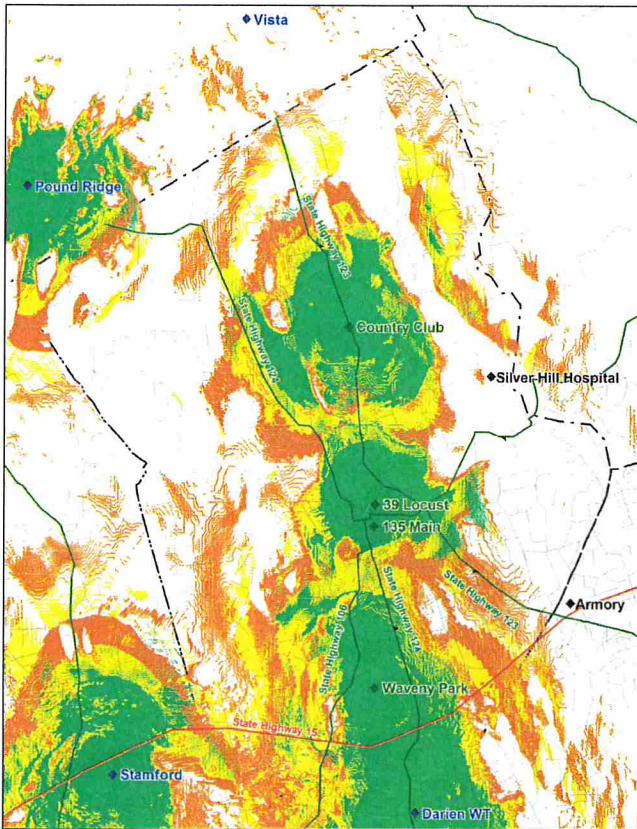 Vista
Pound Ridge
State Highway 123
State Highway 124
Country Club
Silver Hill Hospital
39 Locust
135 Main
State Highway 123
Armory
State Highway 106
State Highway 124
Waveny Park
State Highway 15
Stamford
Darien WT